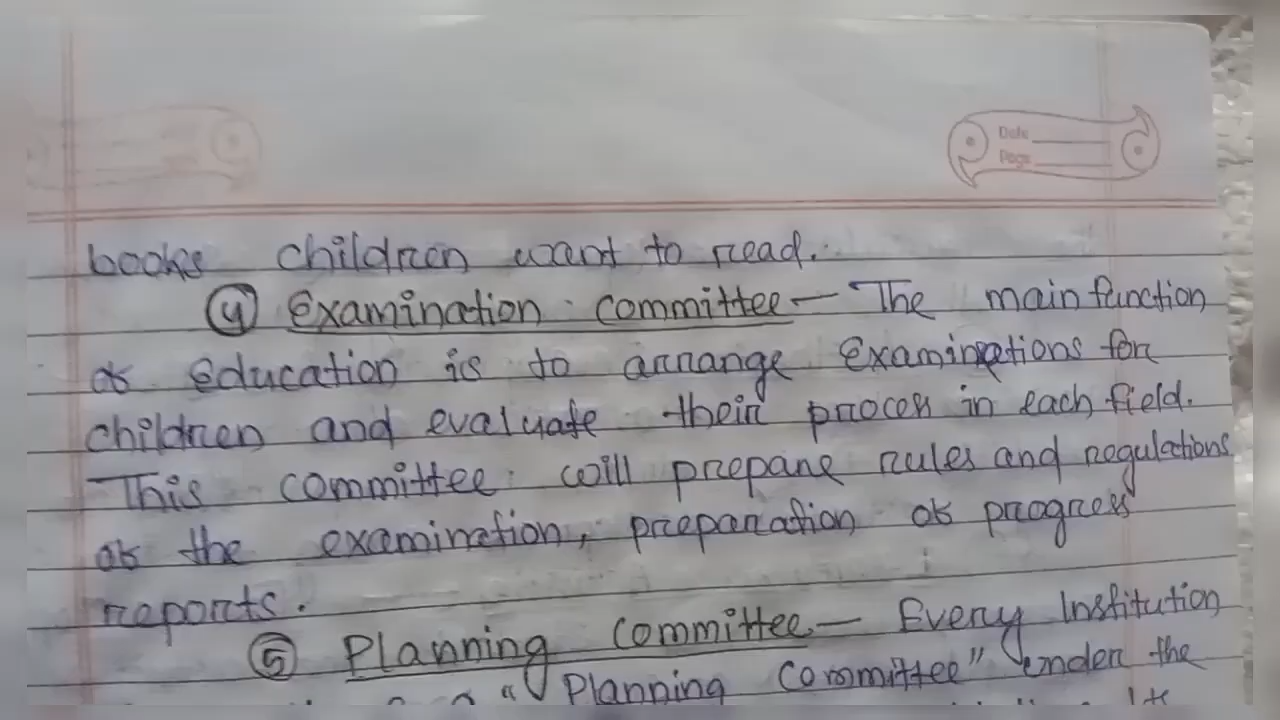 Date
Page
books children want to read.
④ Examination committee — The main function
of education is to arrange examinations for
children and evaluate their process in each field.
This committee will prepare rules and regulations
of the examination, preparation of progress
reports.
⑤ Planning Committee — Every Institution
"Planning Committee" under the